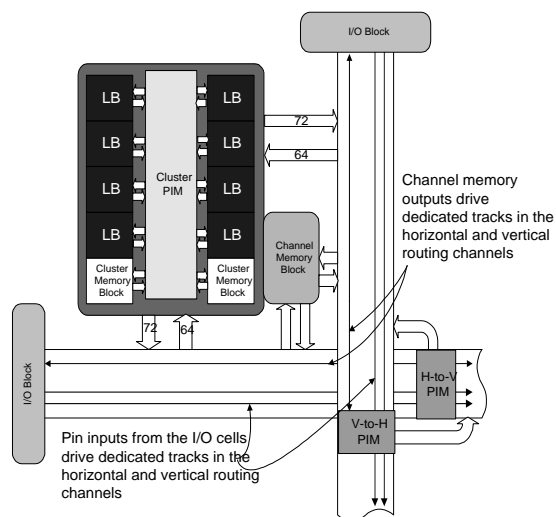 I/O Block
LB
LB
LB
LB
LB
LB
LB
LB
Cluster
PIM
Cluster
Memory
Block
Cluster
Memory
Block
72
64
Channel
Memory
Block
Channel memory
outputs drive
dedicated tracks in the
horizontal and vertical
routing channels
72
64
I/O Block
H-to-V
PIM
V-to-H
PIM
Pin inputs from the I/O cells
drive dedicated tracks in the
horizontal and vertical routing
channels